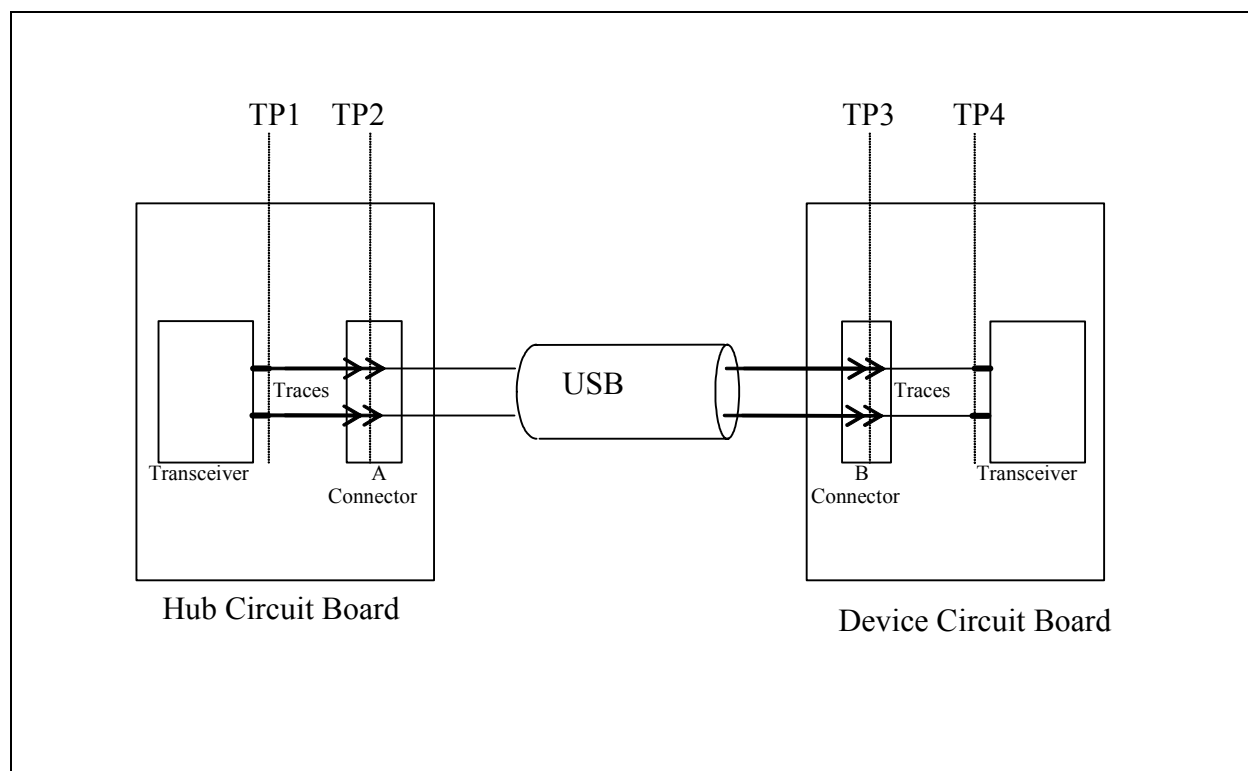 TP1 TP2 TP3 TP4
USB
Traces
Traces
Transceiver
A
Connector
B
Connector
Transceiver
Hub Circuit Board
Device Circuit Board